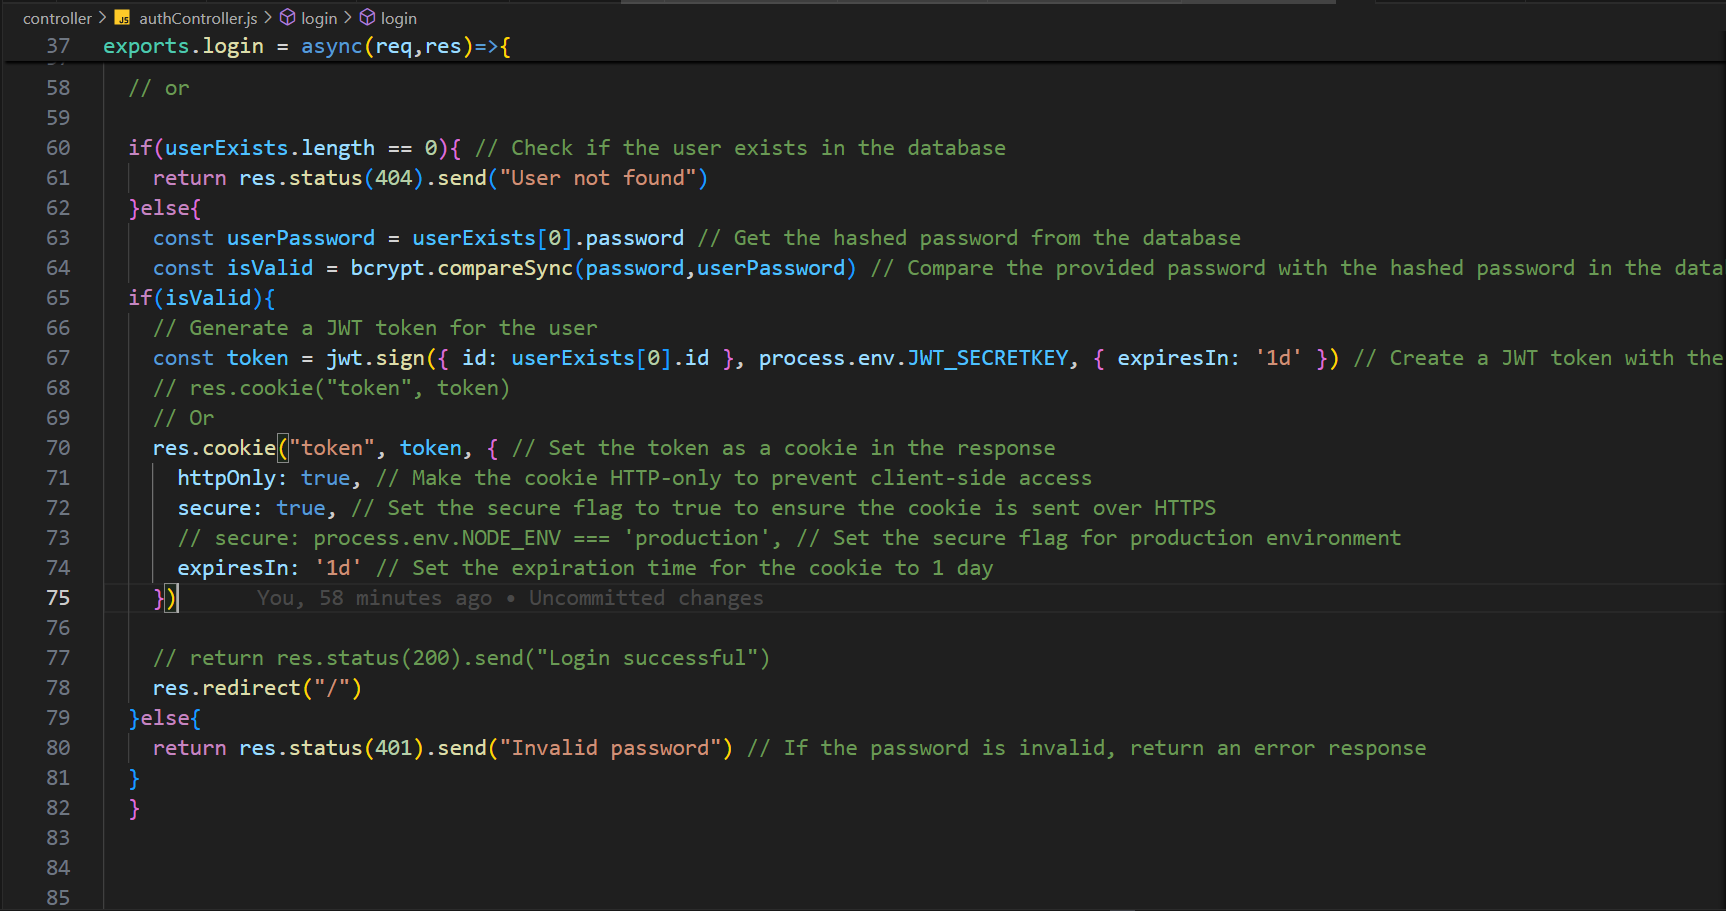 controller > JS authController.js > login > login
37 exports.login = async(req,res)=>{
58 // or
59
60 if(userExists.length == 0){ // Check if the user exists in the database
61 return res.status(404).send("User not found")
62 }else{
63 const userPassword = userExists[0].password // Get the hashed password from the database
64 const isValid = bcrypt.compareSync(password,userPassword) // Compare the provided password with the hashed password in the data
65 if(isValid){
66 // Generate a JWT token for the user
67 const token = jwt.sign({ id: userExists[0].id }, process.env.JWT_SECRETKEY, { expiresIn: '1d' }) // Create a JWT token with the
68 // res.cookie("token", token)
69 // Or
70 res.cookie("token", token, { // Set the token as a cookie in the response
71 httpOnly: true, // Make the cookie HTTP-only to prevent client-side access
72 secure: true, // Set the secure flag to true to ensure the cookie is sent over HTTPS
73 // secure: process.env.NODE_ENV === 'production', // Set the secure flag for production environment
74 expiresIn: '1d' // Set the expiration time for the cookie to 1 day
75 }) You, 58 minutes ago • Uncommitted changes
76
77 // return res.status(200).send("Login successful")
78 res.redirect("/")
79 }else{
80 return res.status(401).send("Invalid password") // If the password is invalid, return an error response
81 }
82 }
83
84
85